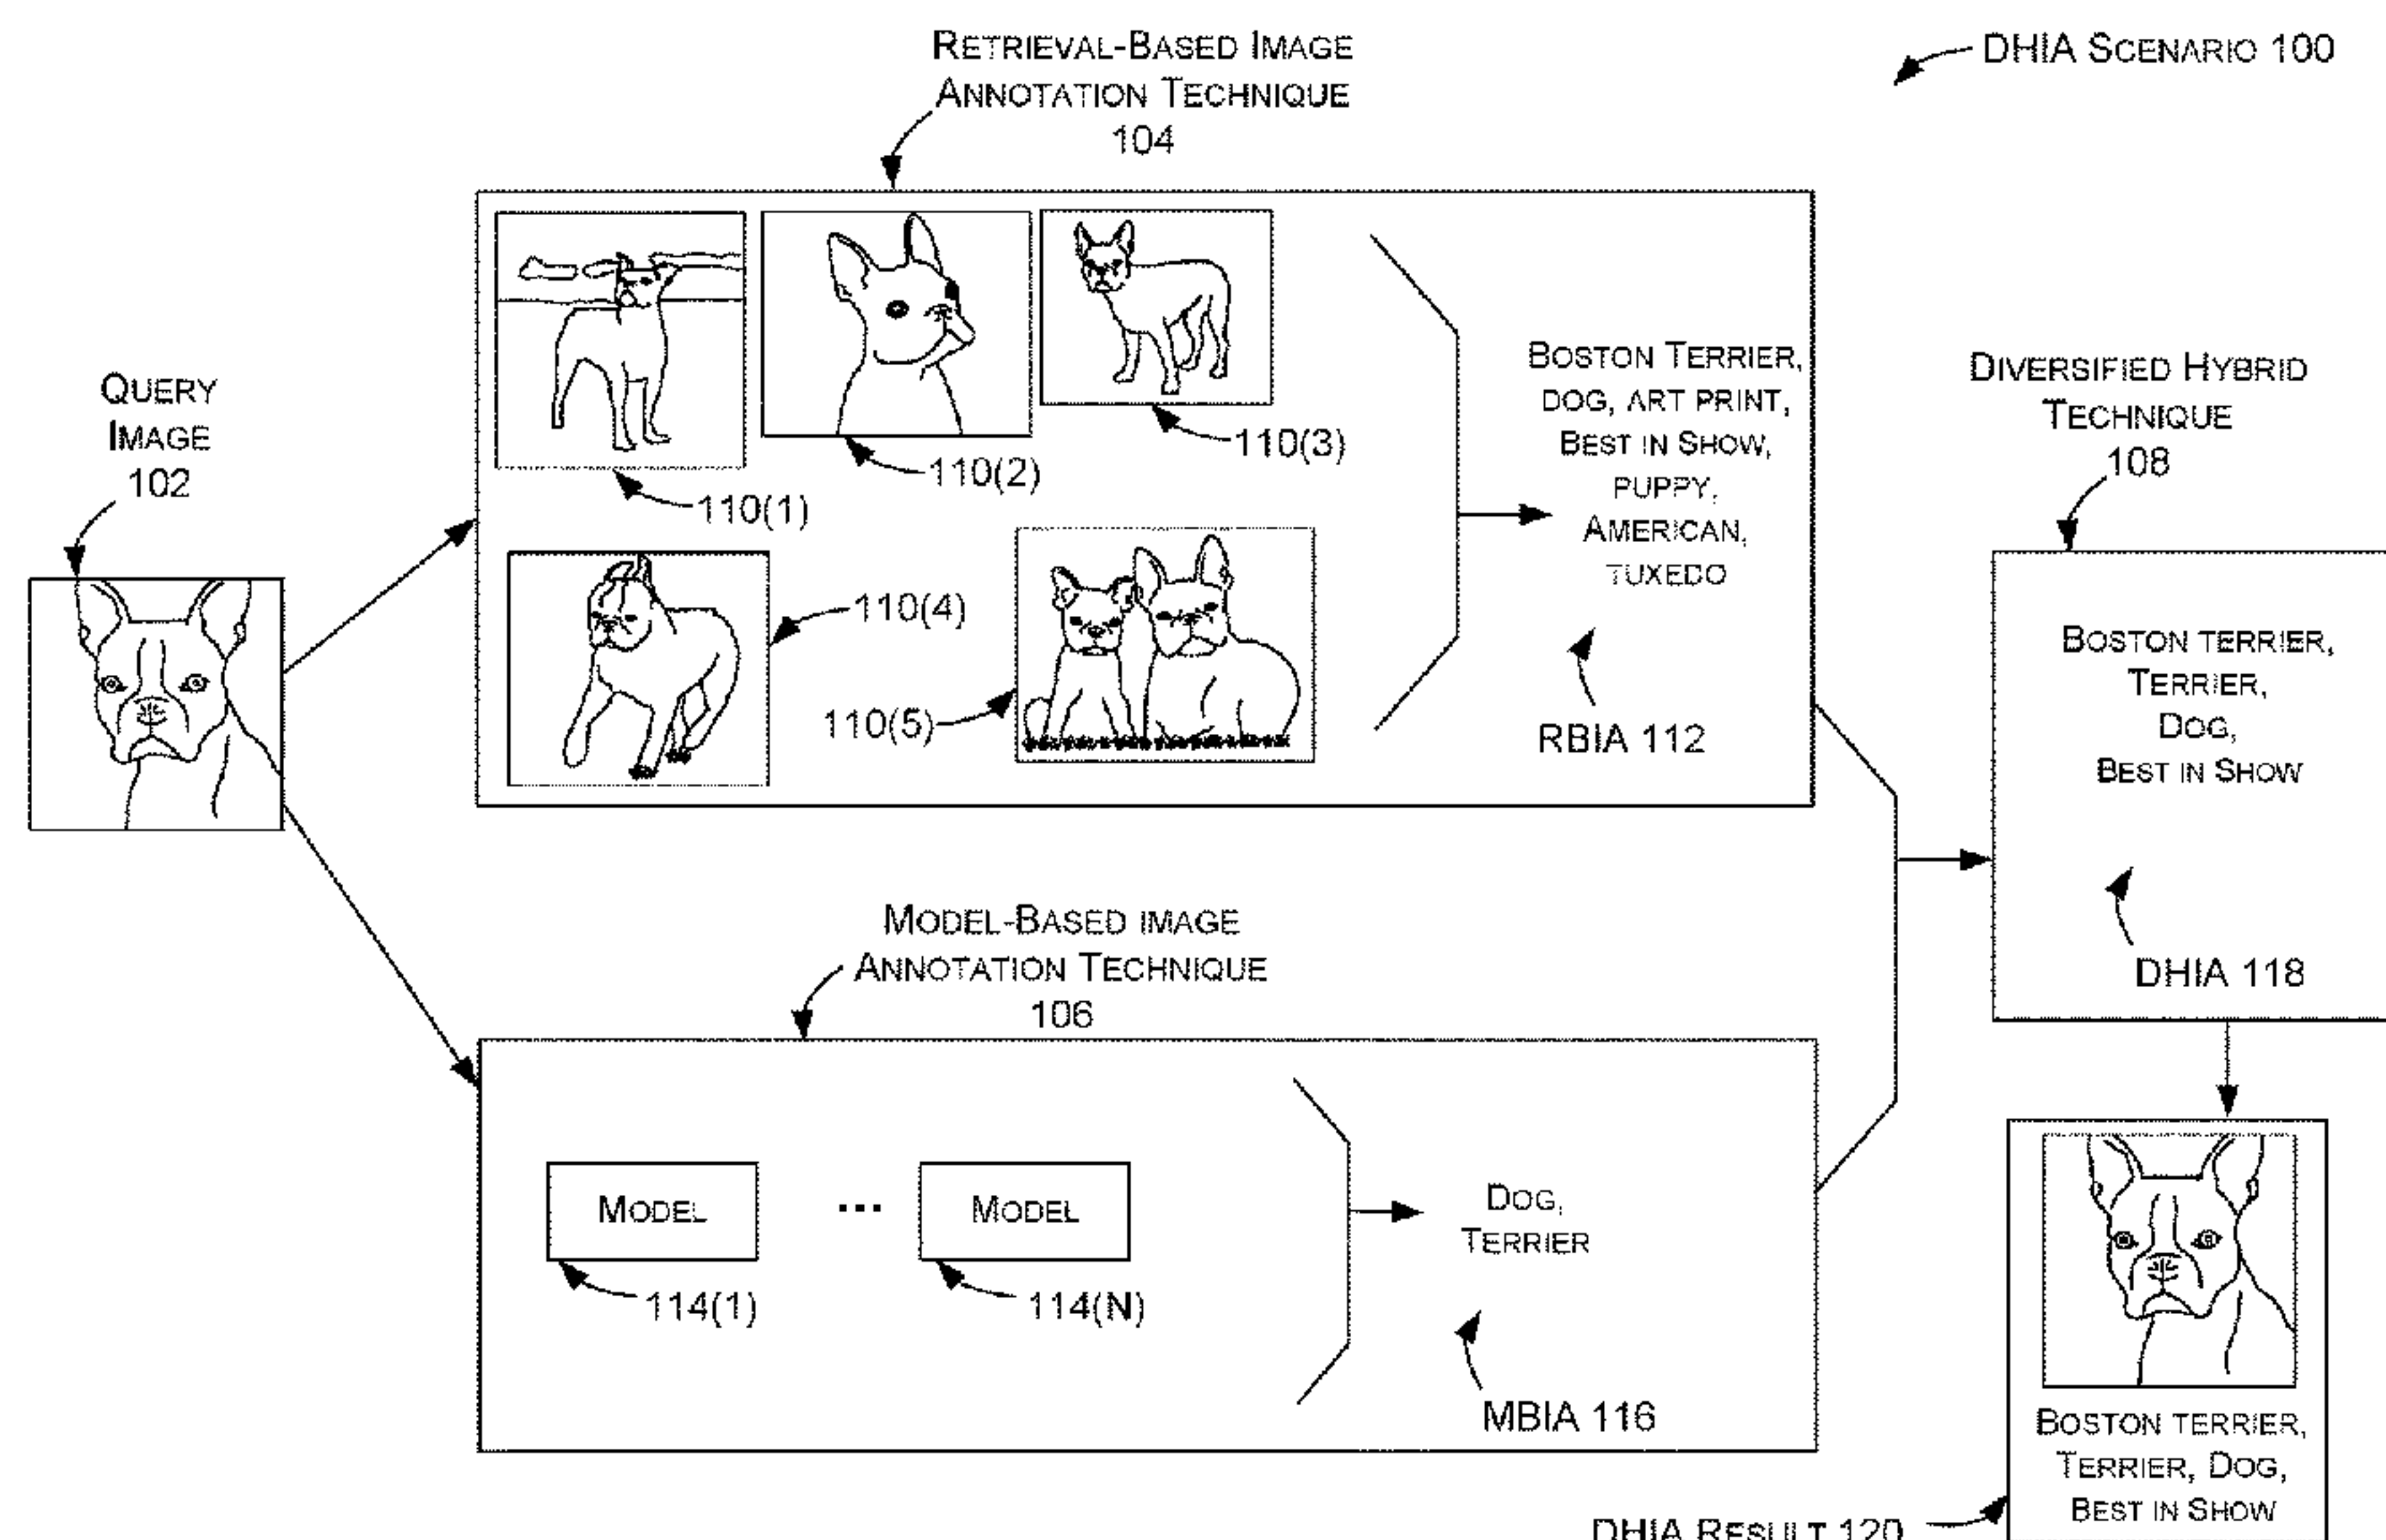 RETRIEVAL-BASED IMAGE
ANNOTATION TECHNIQUE
104
DHIA SCENARIO 100
QUERY
IMAGE
102
110(1)
110(2)
110(3)
110(4)
110(5)
BOSTON TERRIER,
DOG, ART PRINT,
BEST IN SHOW,
PUPPY,
AMERICAN,
TUXEDO
RBIA 112
MODEL-BASED IMAGE
ANNOTATION TECHNIQUE
106
MODEL
...
MODEL
114(1)
114(N)
DOG,
TERRIER
MBIA 116
DIVERSIFIED HYBRID
TECHNIQUE
108
BOSTON TERRIER,
TERRIER,
DOG,
BEST IN SHOW
DHIA 118
BOSTON TERRIER,
TERRIER, DOG,
BEST IN SHOW
DHIA RESULT 120